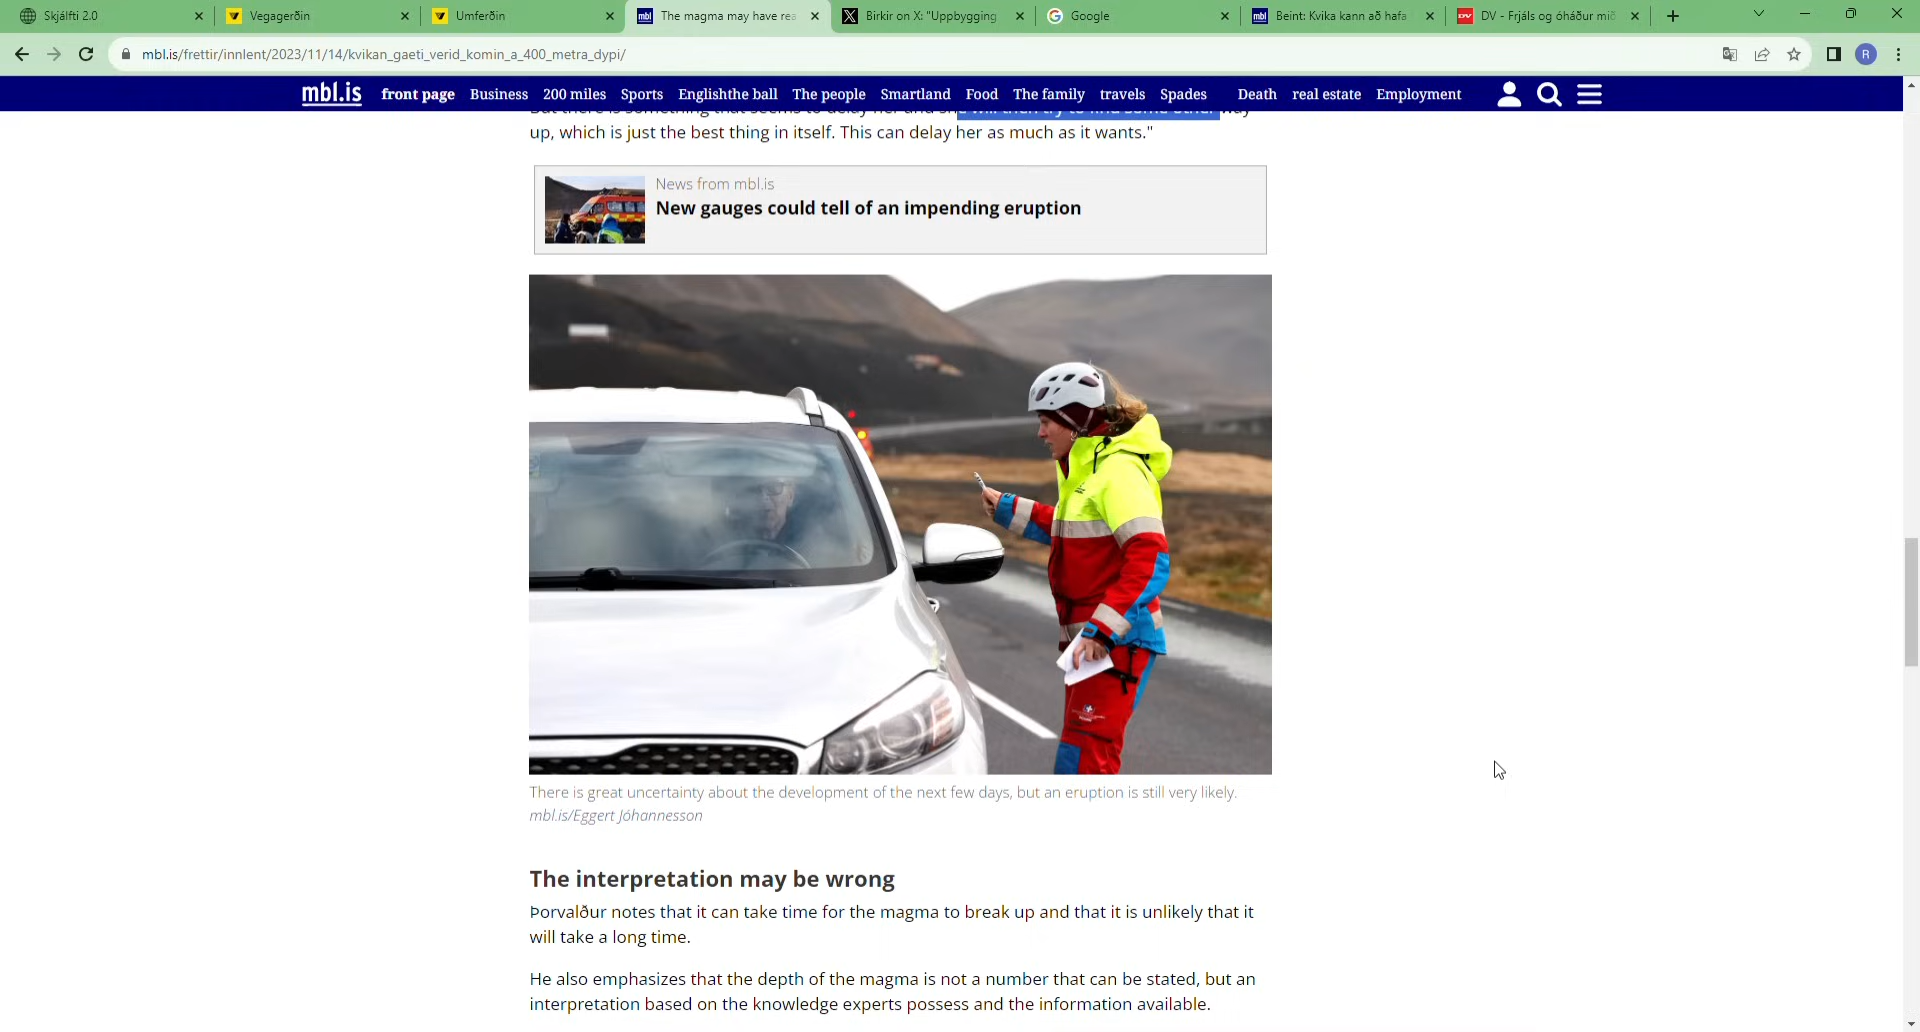 Skjálfti 2.0
Vegagerðin
Umferðin
The magma may have rea
Birkir on X: "Uppbygging
Google
Beint: Kvika kann að hafa
DV - Frjáls og óháður mið
mbl.is/frettir/innlent/2023/11/14/kvikan_gaeti_verid_komin_a_400_metra_dypi/
R
mbl.is front page Business 200 miles Sports Englishthe ball The people Smartland Food The family travels Spades Death real estate Employment
But there is something that seems to delay her and she will then try to find some other way
up, which is just the best thing in itself. This can delay her as much as it wants."
News from mbl.is
New gauges could tell of an impending eruption
There is great uncertainty about the development of the next few days, but an eruption is still very likely.
mbl.is/Eggert Jóhannesson
The interpretation may be wrong
Þorvalður notes that it can take time for the magma to break up and that it is unlikely that it
will take a long time.
He also emphasizes that the depth of the magma is not a number that can be stated, but an
interpretation based on the knowledge experts possess and the information available.